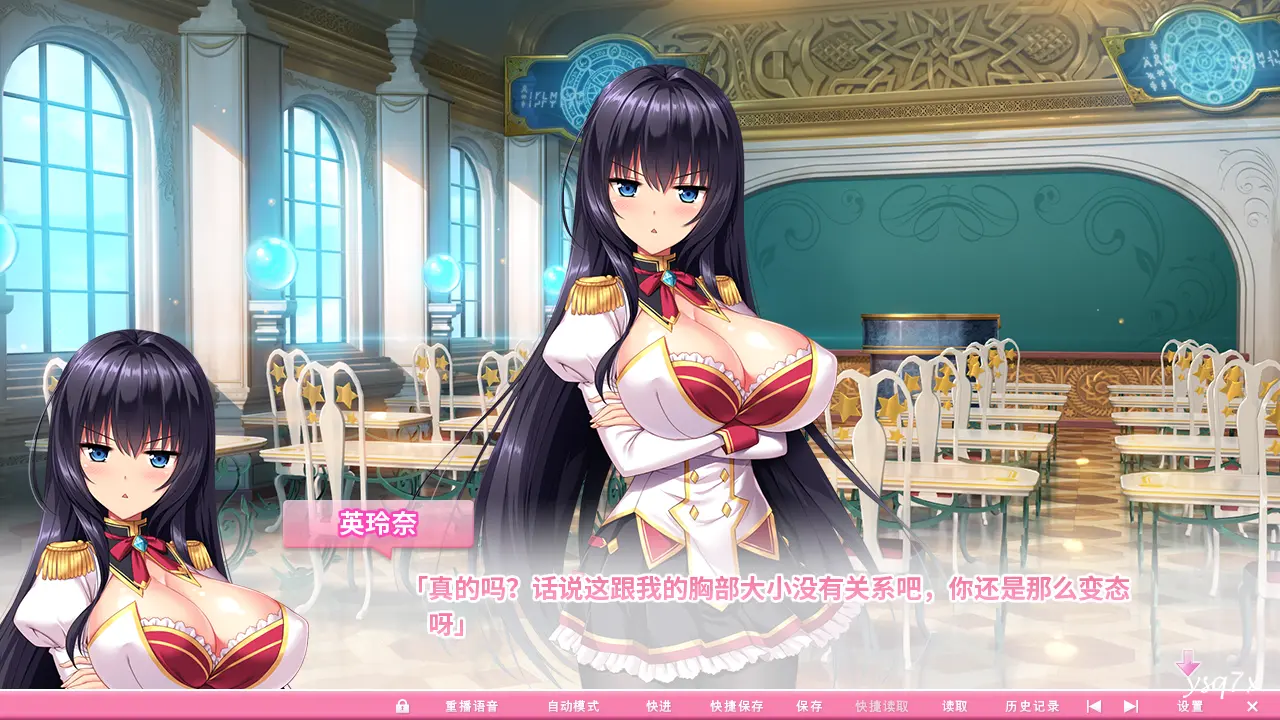 英玲奈
「真的吗？话说这跟我的胸部大小没有关系吧，你还是那么变态
呀」
ysq7x
重播语音 自动模式 快进 快捷保存 保存 快捷读取 读取 历史记录 设置